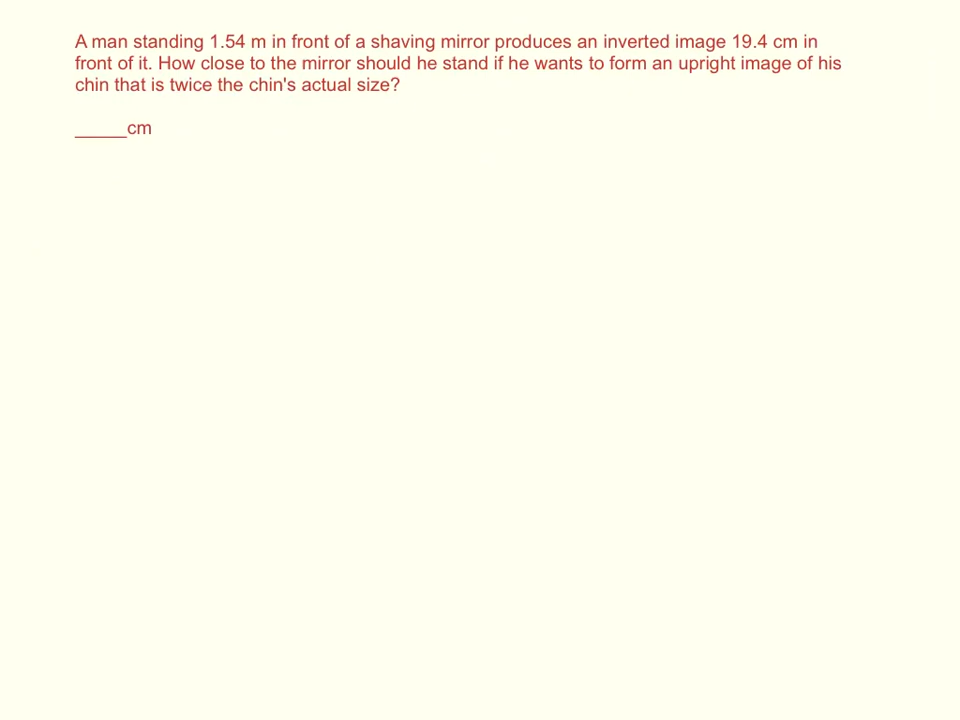 A man standing 1.54 m in front of a shaving mirror produces an inverted image 19.4 cm in
front of it. How close to the mirror should he stand if he wants to form an upright image of his
chin that is twice the chin's actual size?
_____cm